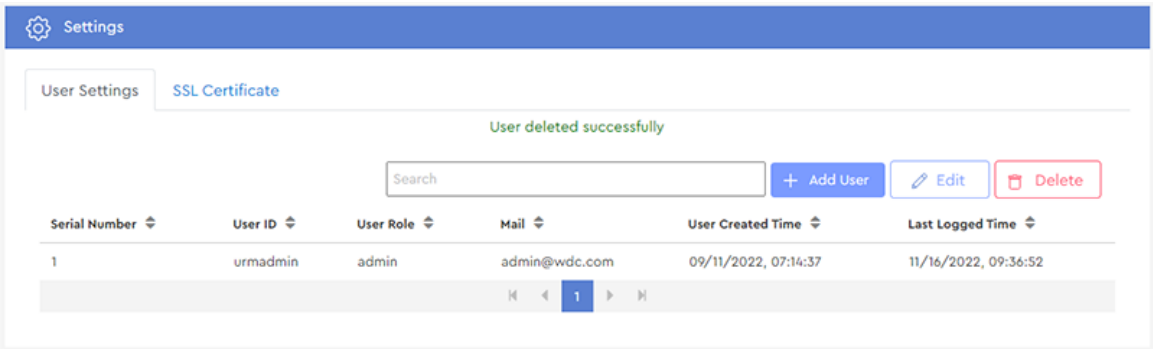 Settings
User Settings SSL Certificate
User deleted successfully
Search + Add User Edit Delete
Serial Number User ID User Role Mail User Created Time Last Logged Time
1 urmadmin admin admin@wdc.com 09/11/2022, 07:14:37 11/16/2022, 09:36:52
1